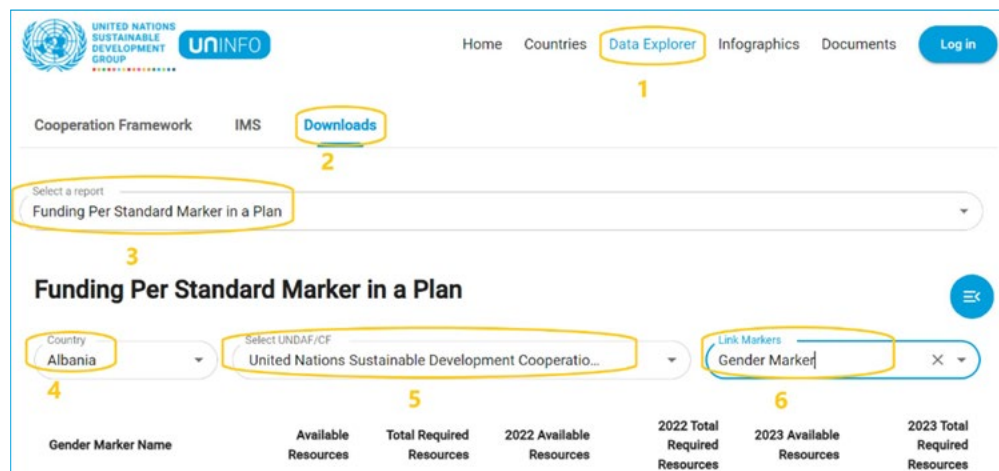 UNITED NATIONS
SUSTAINABLE
DEVELOPMENT
GROUP
UNINFO
Home Countries Data Explorer Infographics Documents Log in
1
Cooperation Framework IMS Downloads
2
Select a report
Funding Per Standard Marker in a Plan
3
Funding Per Standard Marker in a Plan
Country Select UNDAF/CF Link Markers
Albania United Nations Sustainable Development Cooperatio... Gender Marker
4 5 6
Gender Marker Name Available Resources Total Required Resources 2022 Available Resources 2022 Total Required Resources 2023 Available Resources 2023 Total Required Resources